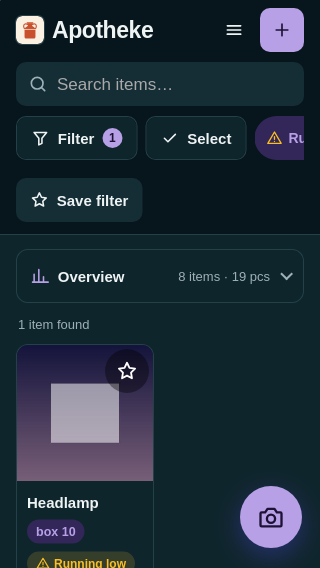 Apotheke
Search items…
Filter 1
Select
Ru
Save filter
Overview
8 items · 19 pcs
1 item found
Headlamp
box 10
Running low